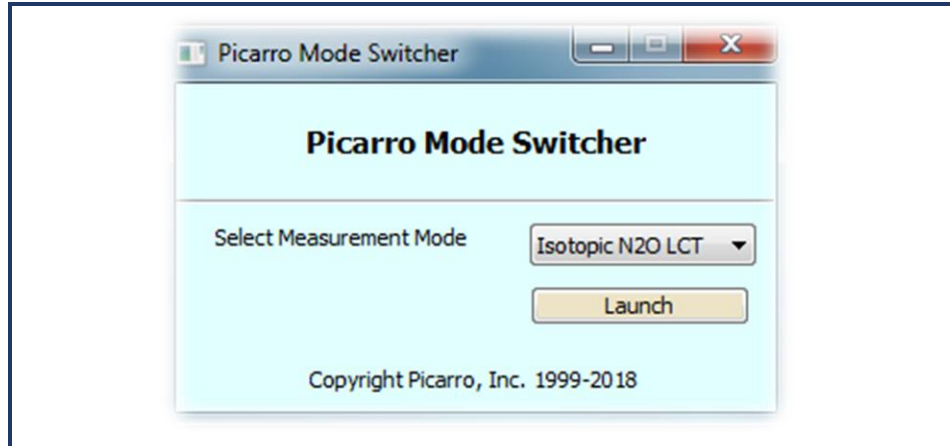 Picarro Mode Switcher
Picarro Mode Switcher
Select Measurement Mode
Isotopic N2O LCT
Launch
Copyright Picarro, Inc. 1999-2018